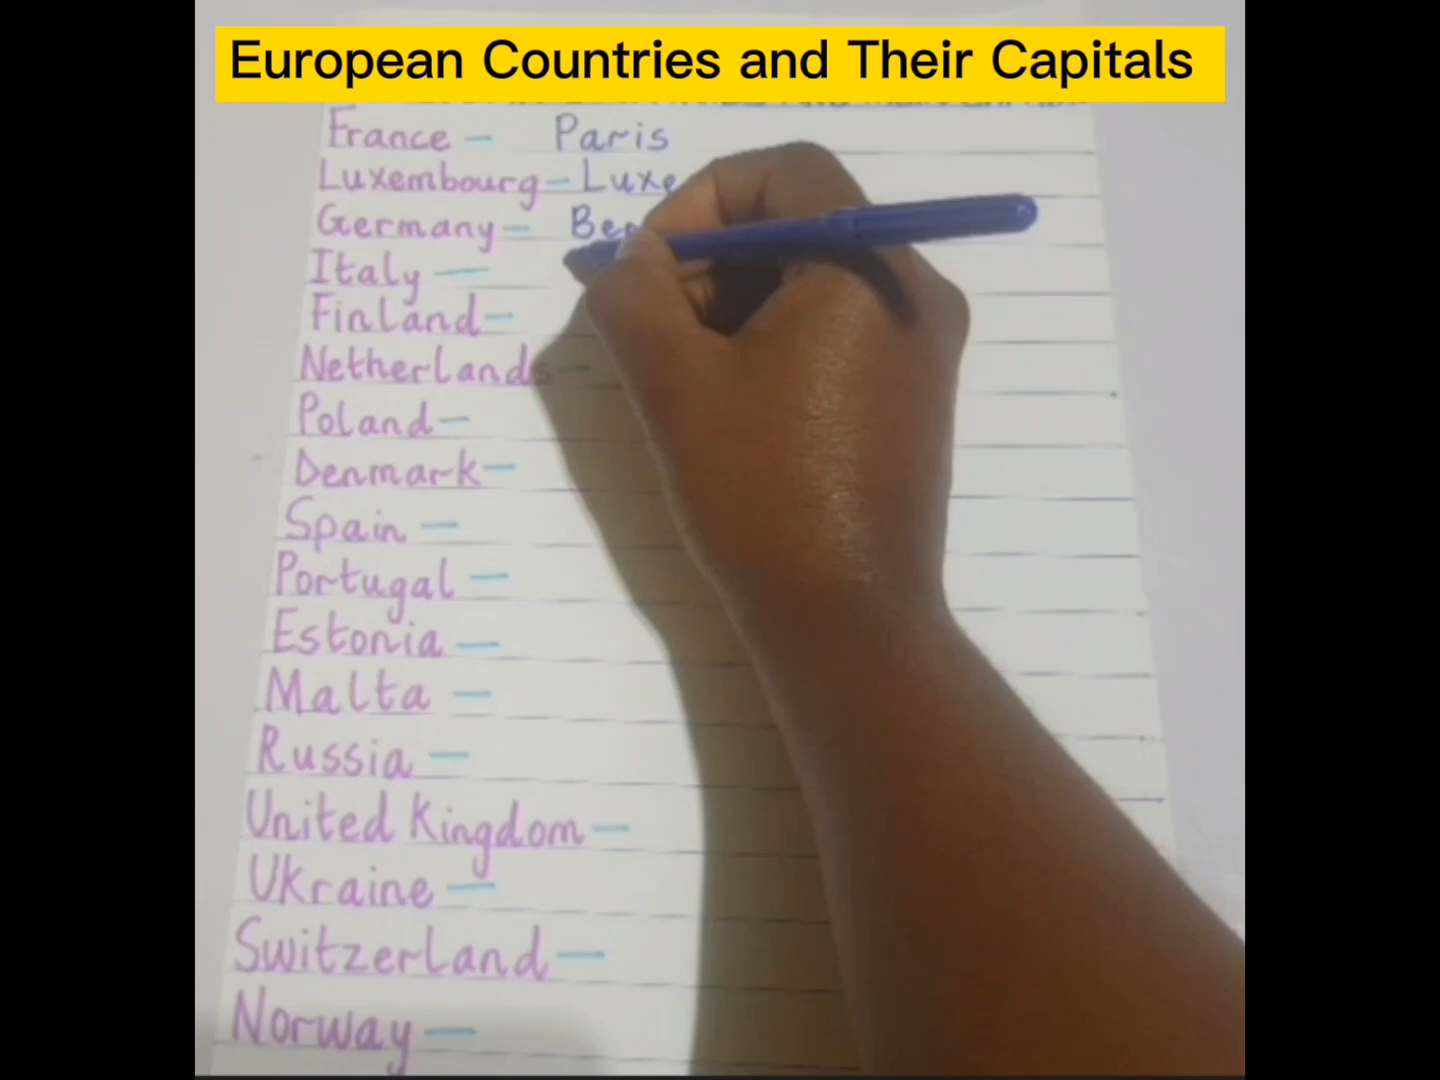 European Countries and Their Capitals
France — Paris
Luxembourg — Luxe
Germany — Be
Italy —
Finland —
Netherlands —
Poland —
Denmark —
Spain —
Portugal —
Estonia —
Malta —
Russia —
United Kingdom —
Ukraine —
Switzerland —
Norway —